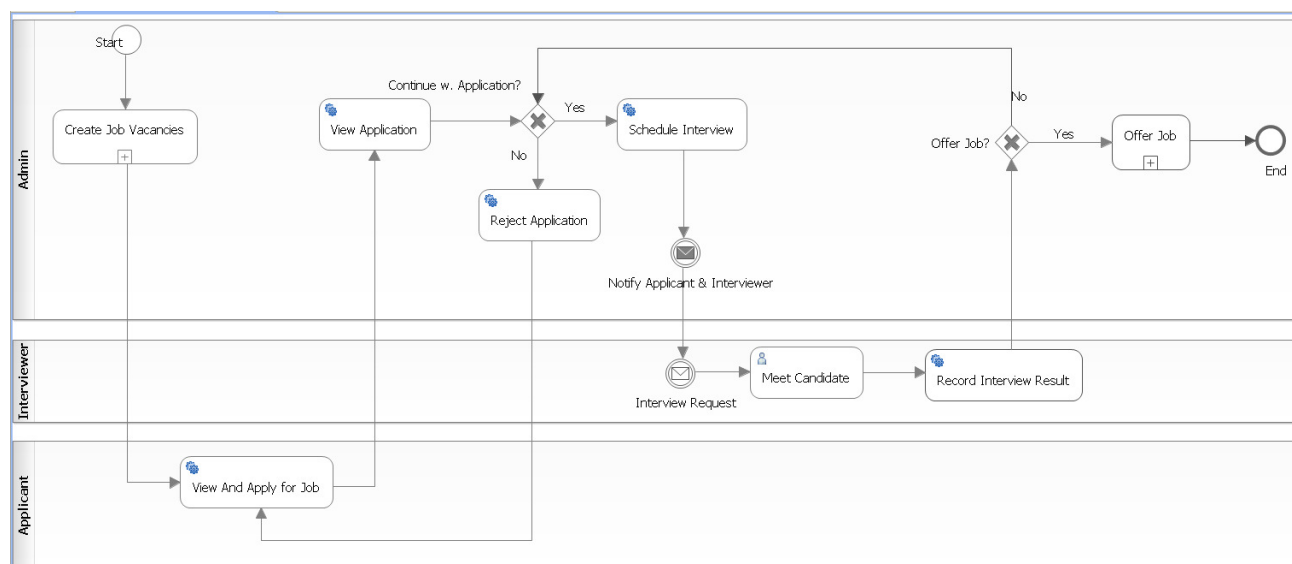 Admin
Start
Create Job Vacancies
View Application
Continue w. Application?
Yes
No
Schedule Interview
Reject Application
Notify Applicant & Interviewer
Offer Job?
No
Yes
Offer Job
End
Interviewer
Interview Request
Meet Candidate
Record Interview Result
Applicant
View And Apply for Job